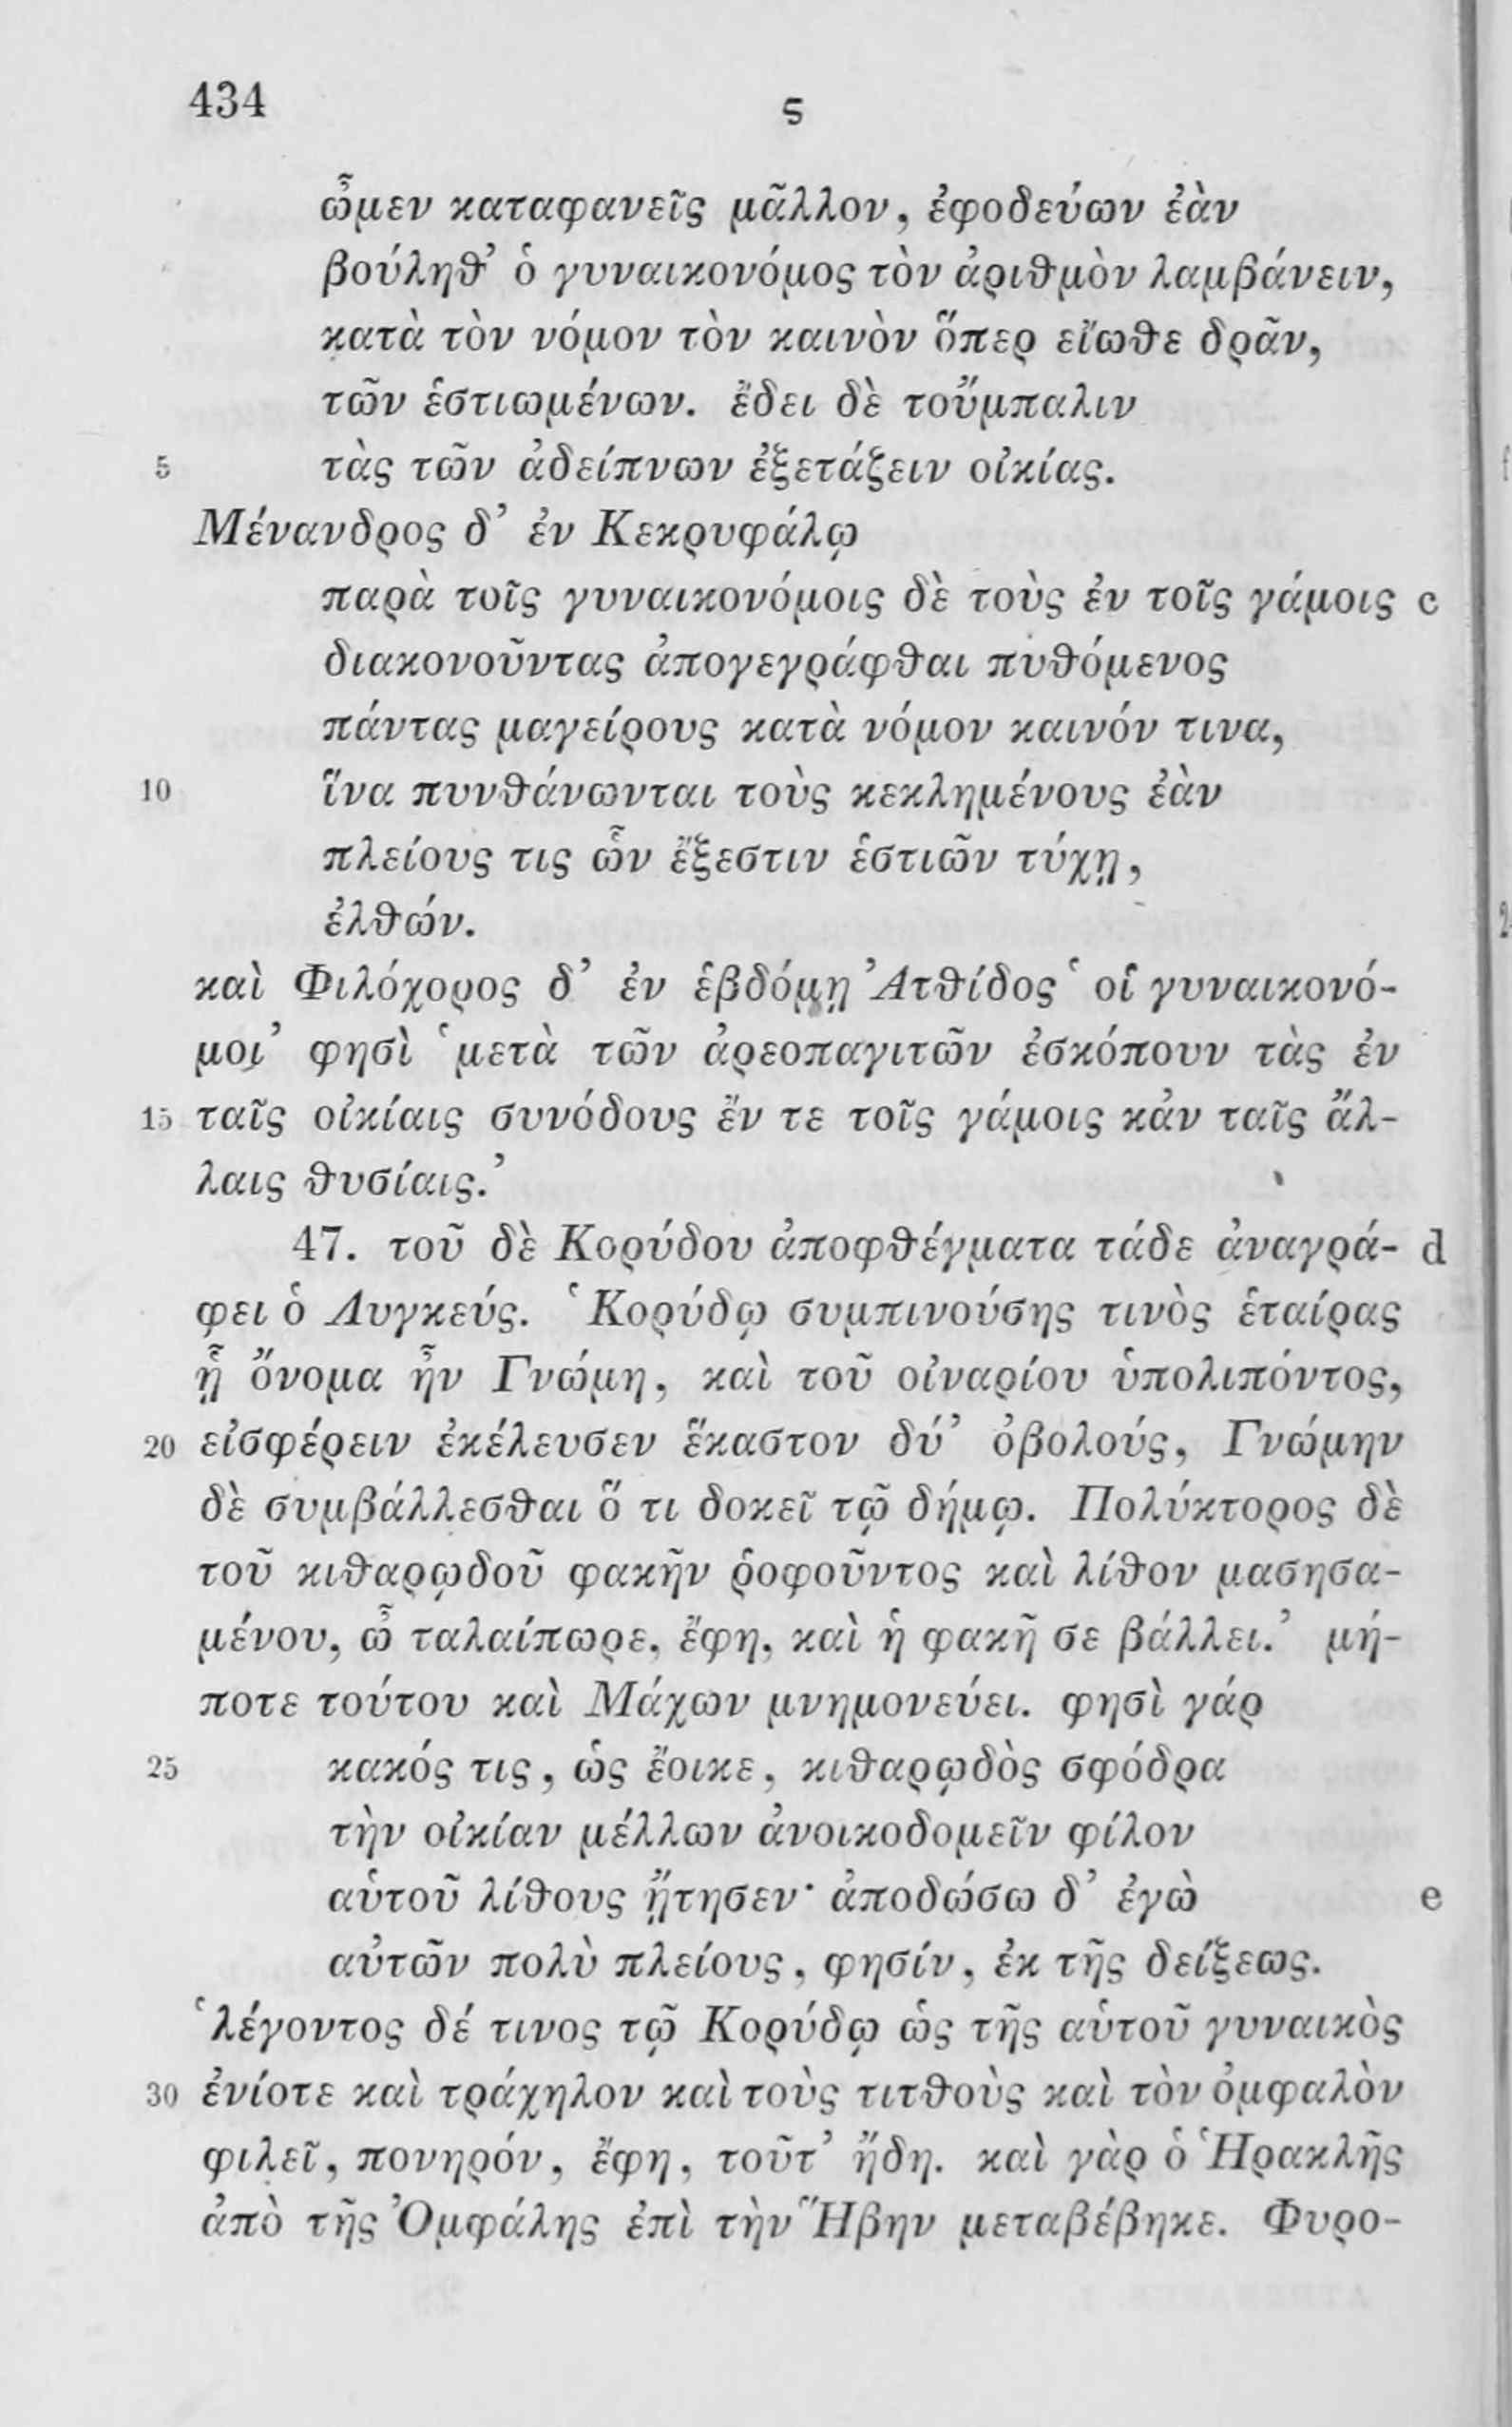 434
ϛ
ὦμεν καταφανεῖς μᾶλλον, ἐφοδεύων ἐὰν
βούληθ’ ὁ γυναικονόμος τὸν ἀριθμὸν λαμβάνειν,
κατὰ τὸν νόμον τὸν καινὸν ὅπερ εἴωθε δρᾶν,
τῶν ἑστιωμένων. ἔδει δὲ τοὔμπαλιν
5 τὰς τῶν ἀδείπνων ἐξετάζειν οἰκίας.
Μένανδρος δ’ ἐν Κεκρυφάλῳ
παρὰ τοῖς γυναικονόμοις δὲ τοὺς ἐν τοῖς γάμοις c
διακονοῦντας ἀπογεγράφθαι πυθόμενος
πάντας μαγείρους κατὰ νόμον καινόν τινα,
10 ἵνα πυνθάνωνται τοὺς κεκλημένους ἐὰν
πλείους τις ὧν ἔξεστιν ἑστιῶν τύχῃ,
ἐλθών.
καὶ Φιλόχορος δ’ ἐν ἑβδόμῃ Ἀτθίδος ‘οἱ γυναικονό-
μοι’ φησὶ ‘μετὰ τῶν ἀρεοπαγιτῶν ἐσκόπουν τὰς ἐν
15 ταῖς οἰκίαις συνόδους ἔν τε τοῖς γάμοις κἀν ταῖς ἄλ-
λαις θυσίαις.’
47. τοῦ δὲ Κορύδου ἀποφθέγματα τάδε ἀναγρά- d
φει ὁ Λυγκεύς. ‘Κορύδῳ συμπινούσης τινὸς ἑταίρας
ᾗ ὄνομα ἦν Γνώμη, καὶ τοῦ οἰναρίου ὑπολιπόντος,
20 εἰσφέρειν ἐκέλευσεν ἕκαστον δύ’ ὀβολούς, Γνώμην
δὲ συμβάλλεσθαι ὅ τι δοκεῖ τῷ δήμῳ. Πολύκτορος δὲ
τοῦ κιθαρῳδοῦ φακῆν ῥοφοῦντος καὶ λίθον μασησα-
μένου, ὦ ταλαίπωρε, ἔφη, καὶ ἡ φακῆ σε βάλλει.’ μή-
ποτε τούτου καὶ Μάχων μνημονεύει. φησὶ γάρ
25 κακός τις, ὡς ἔοικε, κιθαρῳδὸς σφόδρα
τὴν οἰκίαν μέλλων ἀνοικοδομεῖν φίλον
αὑτοῦ λίθους ᾔτησεν· ἀποδώσω δ’ ἐγὼ e
αὐτῶν πολὺ πλείους, φησίν, ἐκ τῆς δείξεως.
‘λέγοντος δέ τινος τῷ Κορύδῳ ὡς τῆς αὑτοῦ γυναικὸς
30 ἐνίοτε καὶ τράχηλον καὶ τοὺς τιτθοὺς καὶ τὸν ὀμφαλὸν
φιλεῖ, πονηρόν, ἔφη, τοῦτ’ ἤδη. καὶ γὰρ ὁ Ἡρακλῆς
ἀπὸ τῆς Ὀμφάλης ἐπὶ τὴν Ἥβην μεταβέβηκε. Φυρο-